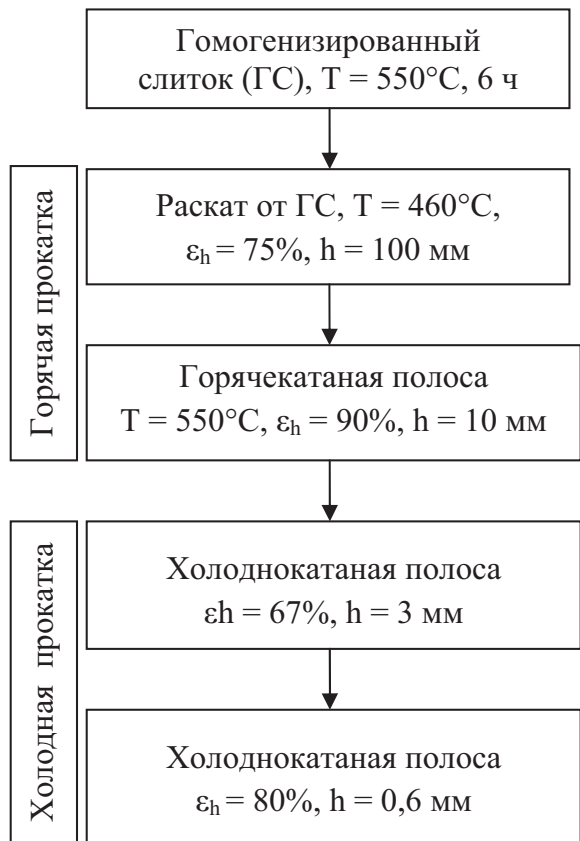 Гомогенизированный
слиток (ГС), T = 550°C, 6 ч
Горячая прокатка
Раскат от ГС, T = 460°C,
εh = 75%, h = 100 мм
Горячекатаная полоса
T = 550°C, εh = 90%, h = 10 мм
Холодная прокатка
Холоднокатаная полоса
εh = 67%, h = 3 мм
Холоднокатаная полоса
εh = 80%, h = 0,6 мм